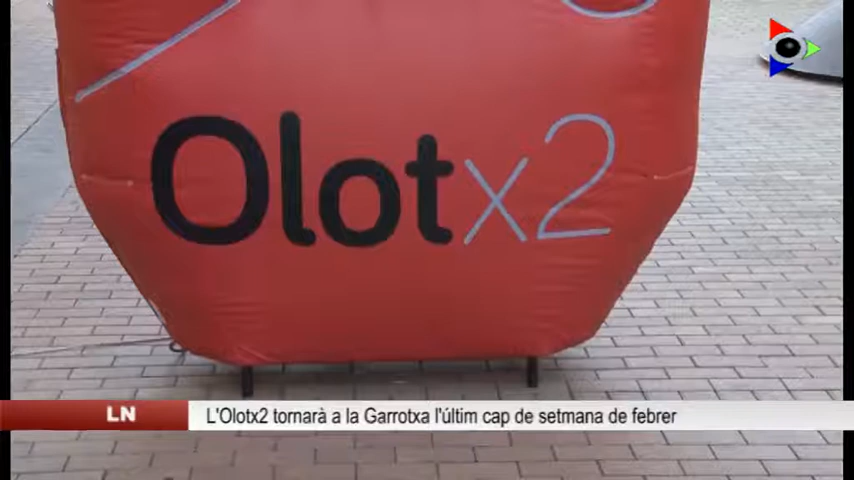 Olotx2
LN
L'Olotx2 tornarà a la Garrotxa l'últim cap de setmana de febrer